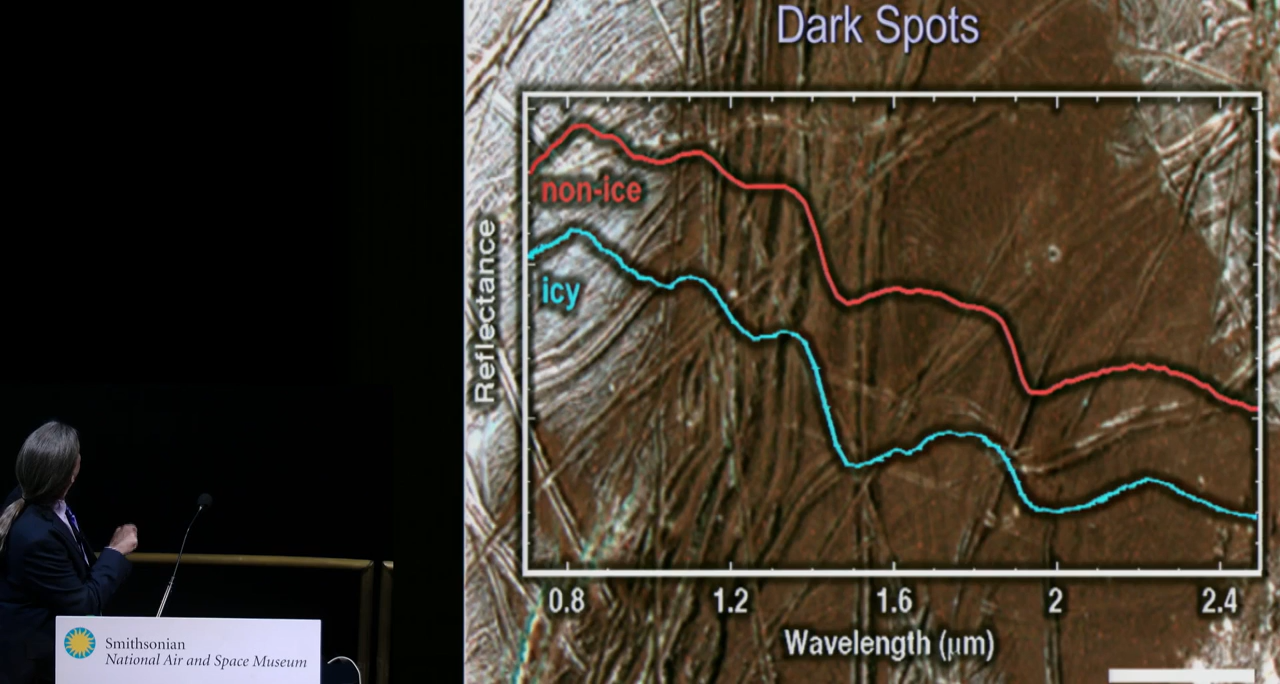 Dark Spots
non-ice
icy
Reflectance
0.8 1.2 1.6 2 2.4
Wavelength (μm)
Smithsonian
National Air and Space Museum